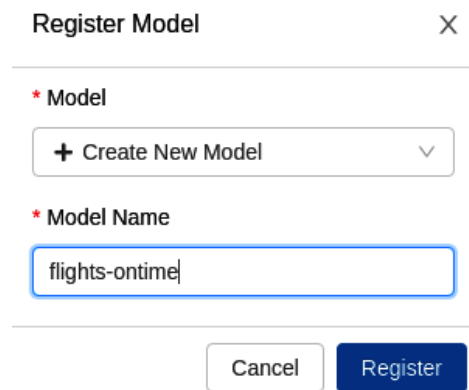 Register Model
* Model
+ Create New Model
* Model Name
flights-ontime
Cancel Register